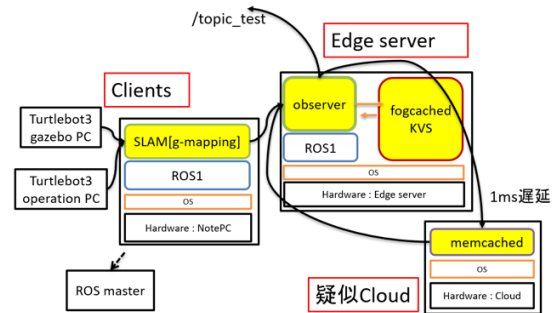 /topic_test
Edge server
Clients
Turtlebot3
gazebo PC
Turtlebot3
operation PC
SLAM[g-mapping]
ROS1
OS
Hardware : NotePC
ROS master
observer
fogcached
KVS
ROS1
OS
Hardware : Edge server
1ms遅延
memcached
OS
Hardware : Cloud
疑似Cloud